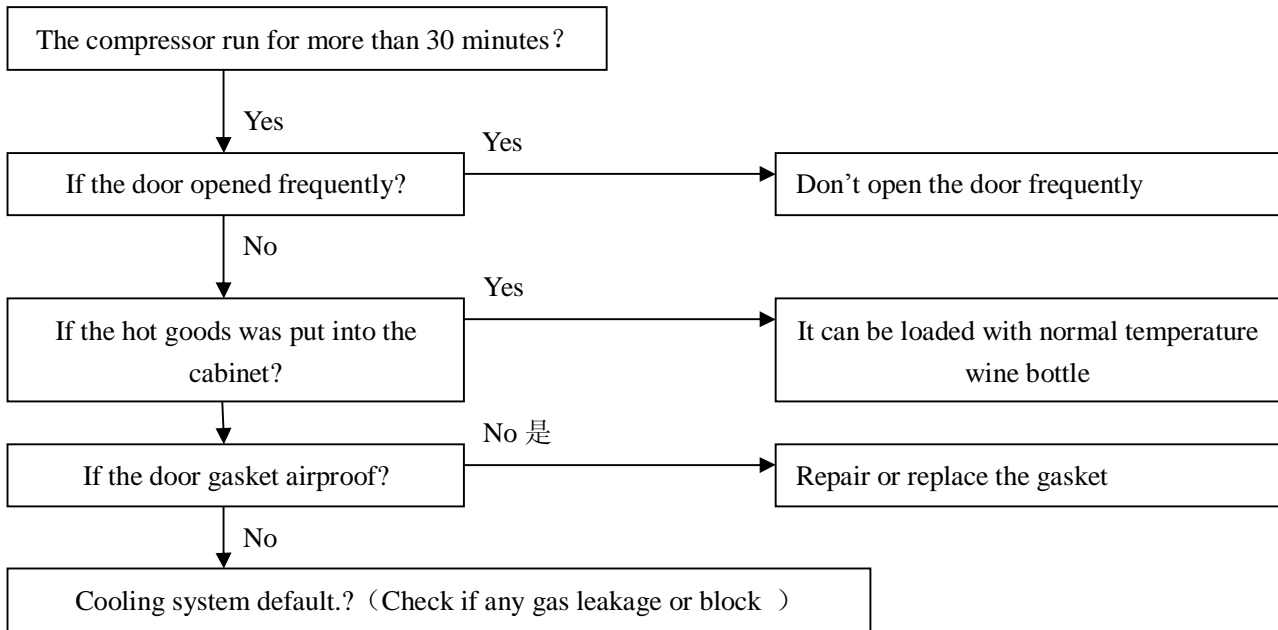 The compressor run for more than 30 minutes？
Yes
Yes
If the door opened frequently?
Don’t open the door frequently
No
Yes
If the hot goods was put into the
cabinet?
It can be loaded with normal temperature
wine bottle
No 是
If the door gasket airproof?
Repair or replace the gasket
No
Cooling system default.?（Check if any gas leakage or block ）